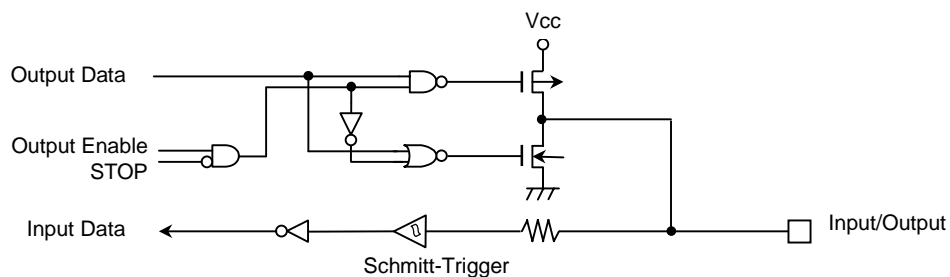 Vcc
Output Data
Output Enable
STOP
Input Data
Input/Output
Schmitt-Trigger